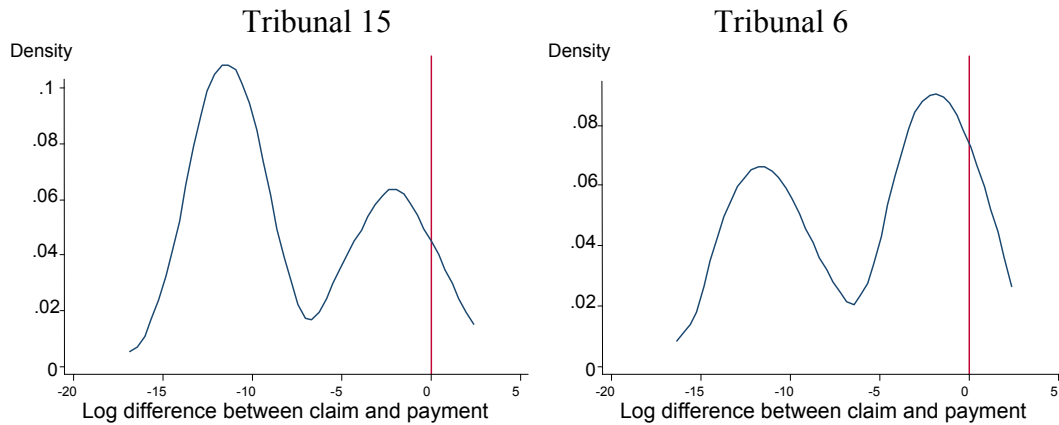 Tribunal 15
Density
.1
.08
.06
.04
.02
0
-20 -15 -10 -5 0 5
Log difference between claim and payment
Tribunal 6
Density
.08
.06
.04
.02
0
-20 -15 -10 -5 0 5
Log difference between claim and payment